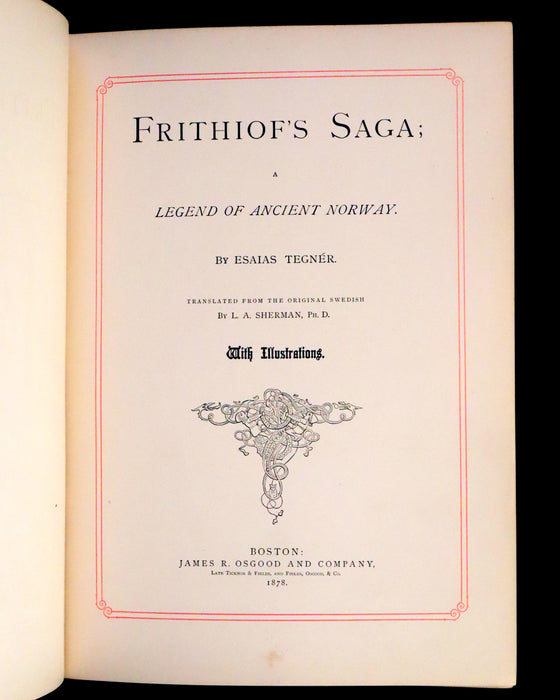 FRITHIOF'S SAGA;
A
LEGEND OF ANCIENT NORWAY.
BY ESAIAS TEGNÉR.
TRANSLATED FROM THE ORIGINAL SWEDISH
BY L. A. SHERMAN, PH. D.
With Illustrations.
BOSTON:
JAMES R. OSGOOD AND COMPANY,
LATE TICKNOR & FIELDS, AND FIELDS, OSGOOD, & CO.
1878.